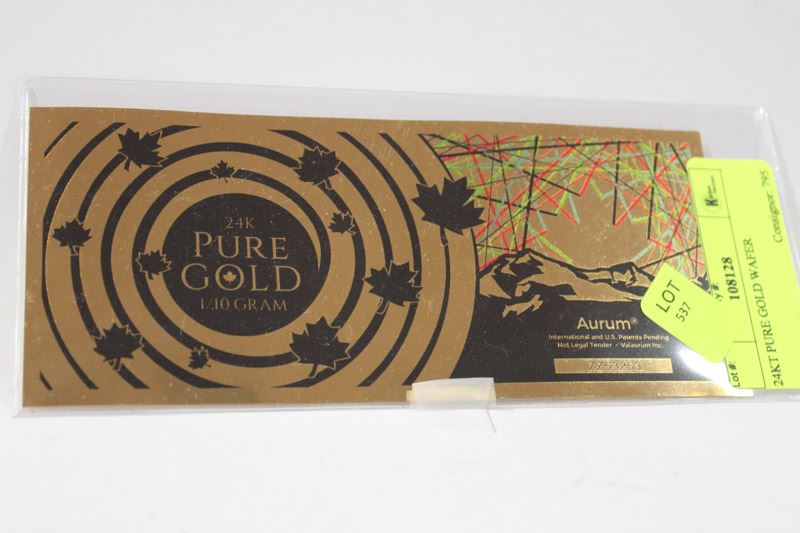 24K
PURE
GOLD
1/10 GRAM
Aurum®
International and U.S. Patents Pending
Not Legal Tender • Valaurum Inc.
ZZ53253
LOT
537
Lot #:
y #:
108128
24KT PURE GOLD WAFER
Consignor: 795
K